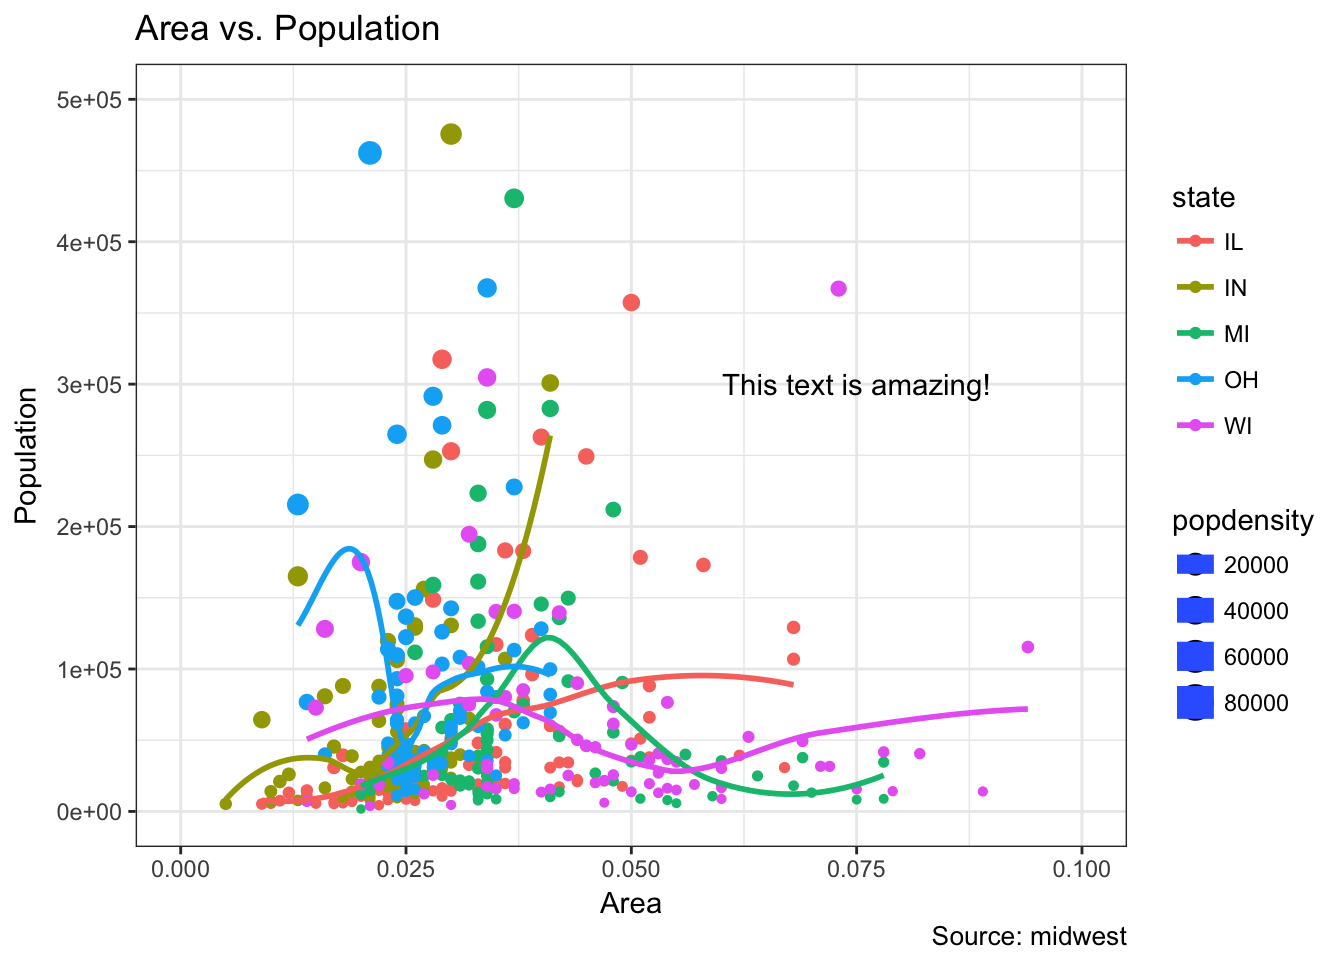 Area vs. Population
5e+05
4e+05
3e+05
2e+05
1e+05
0e+00
Population
This text is amazing!
0.000
0.025
0.050
0.075
0.100
Area
Source: midwest
state
IL
IN
MI
OH
WI
popdensity
20000
40000
60000
80000